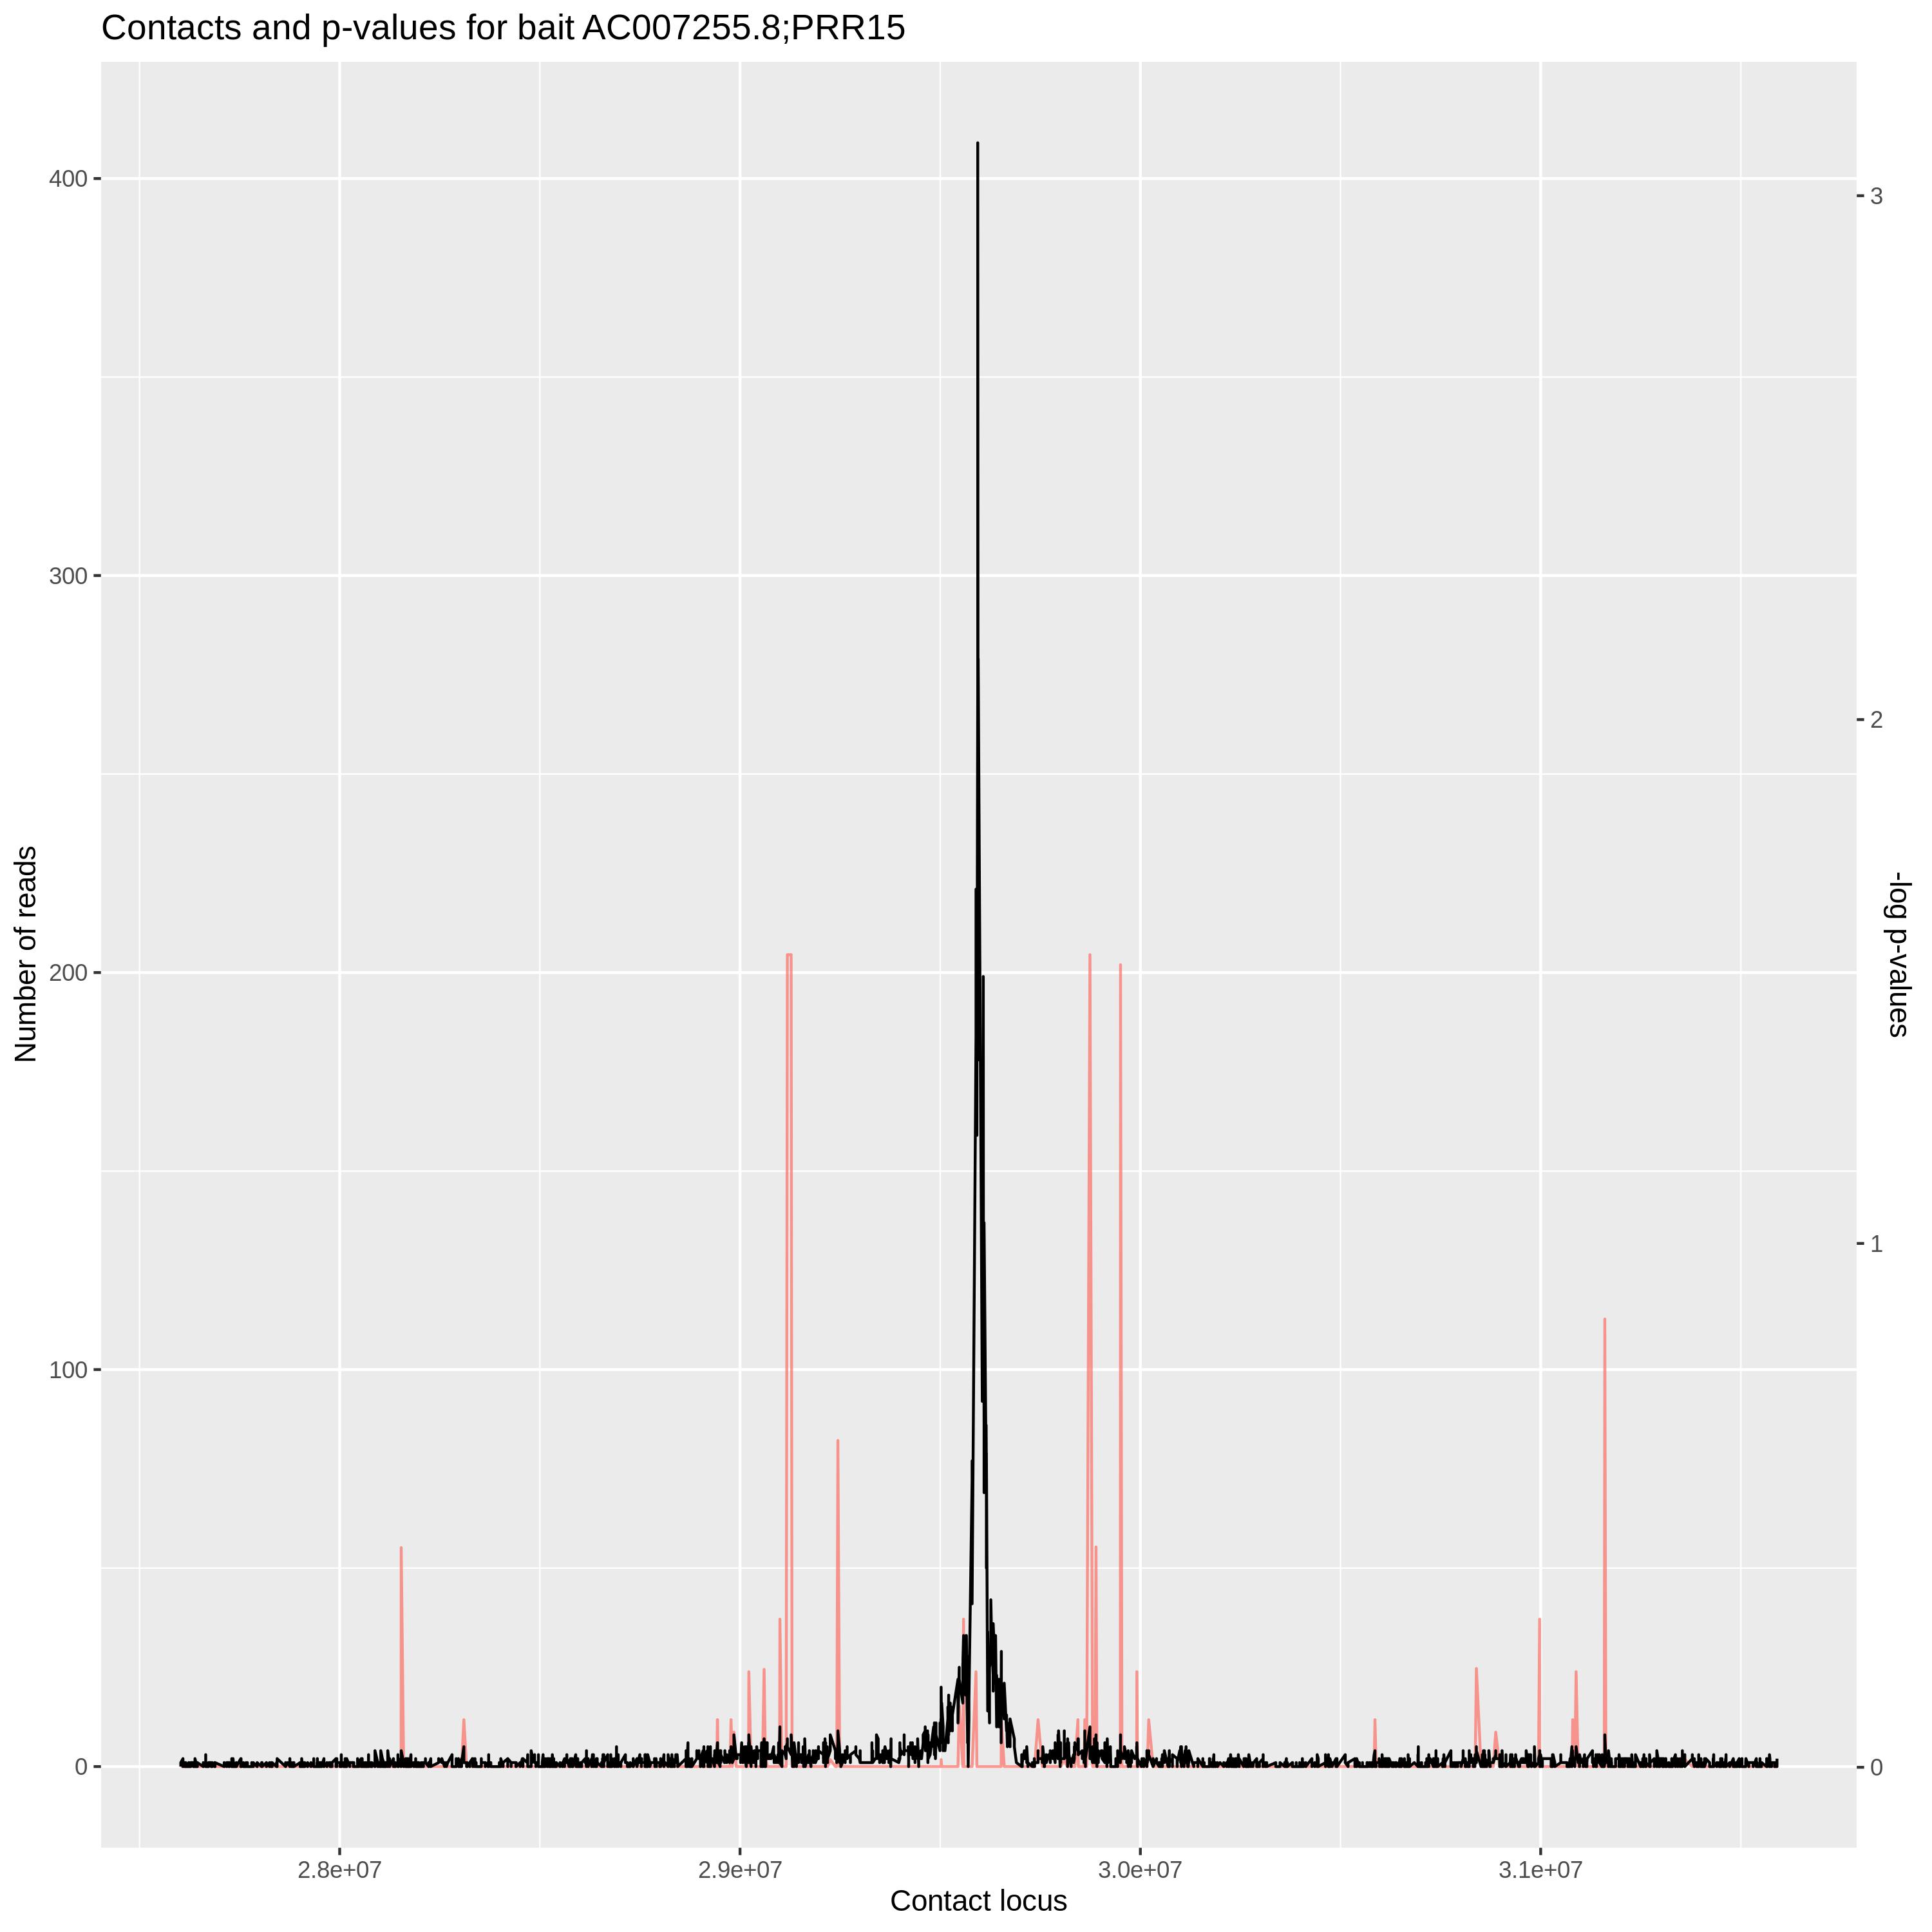 Contacts and p-values for bait AC007255.8;PRR15
400
300
200
100
0
Number of reads
3
2
1
0
-log p-values
2.8e+07 2.9e+07 3.0e+07 3.1e+07
Contact locus